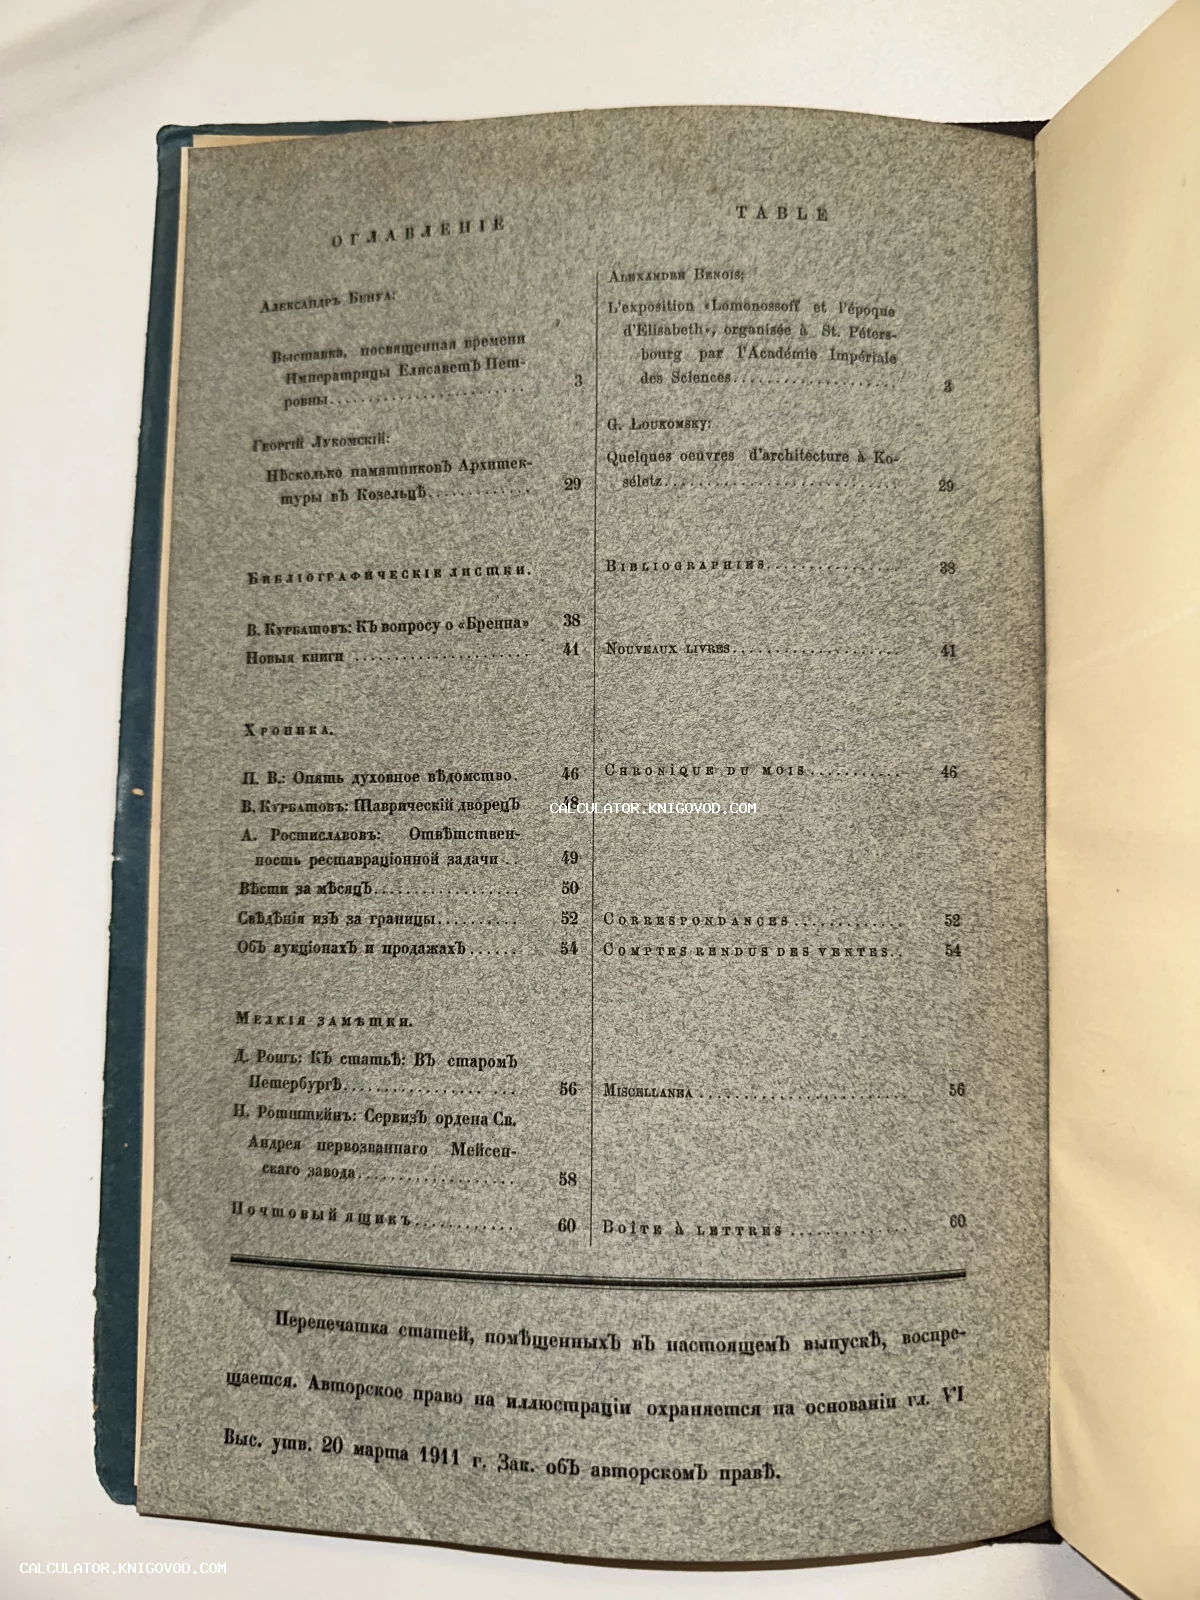 ОГЛАВЛЕНІЕ
Александръ Бенуа:
Выставка, посвященная времени
Императрицы Елисаветъ Пет-
ровны........................ 3
Георгій Лукомскій:
Нѣсколько памятниковъ Архитек-
туры въ Козельцѣ............. 29
Библіографическіе листки.
В. Курбатовъ: Къ вопросу о «Бренна» 38
Новыя книги ...................... 41
Хроника.
П. В.: Опять духовное вѣдомство. 46
В. Курбатовъ: Таврическій дворецъ 48
А. Ростиславовъ: Отвѣтствен-
ность реставраціонной задачи .. 49
Вѣсти за мѣсяцъ.................. 50
Свѣдѣнія изъ за границы.......... 52
Объ аукціонахъ и продажахъ...... 54
Мелкія замѣтки.
Д. Рошъ: Къ статьѣ: Въ старомъ
Петербургѣ...................... 56
Н. Ротштейнъ: Сервизъ ордена Св.
Андрея первозваннаго Мейсен-
скаго завода.................... 58
Почтовый ящикъ............ 60
TABLE
Alexandre Benois:
L'exposition «Lomonossoff et l'époque
d'Elisabeth», organisée à St. Péters-
bourg par l'Académie Impériale
des Sciences..................... 3
G. Loukomsky:
Quelques oeuvres d'architecture à Ko-
séletz............................ 29
Bibliographies................ 38
Nouveaux livres.................... 41
Chronique du mois........... 46
Correspondances............. 52
Comptes rendus des ventes.. 54
Miscellanea........................ 56
Boîte à lettres.............. 60
Перепечатка статей, помѣщенныхъ въ настоящемъ выпускѣ, воспре-
щается. Авторское право на иллюстраціи охраняется на основаніи гл. VI
Выс. утв. 20 марта 1911 г. Зак. объ авторскомъ правѣ.
CALCULATOR.KNIGOVOD.COM
CALCULATOR.KNIGOVOD.COM